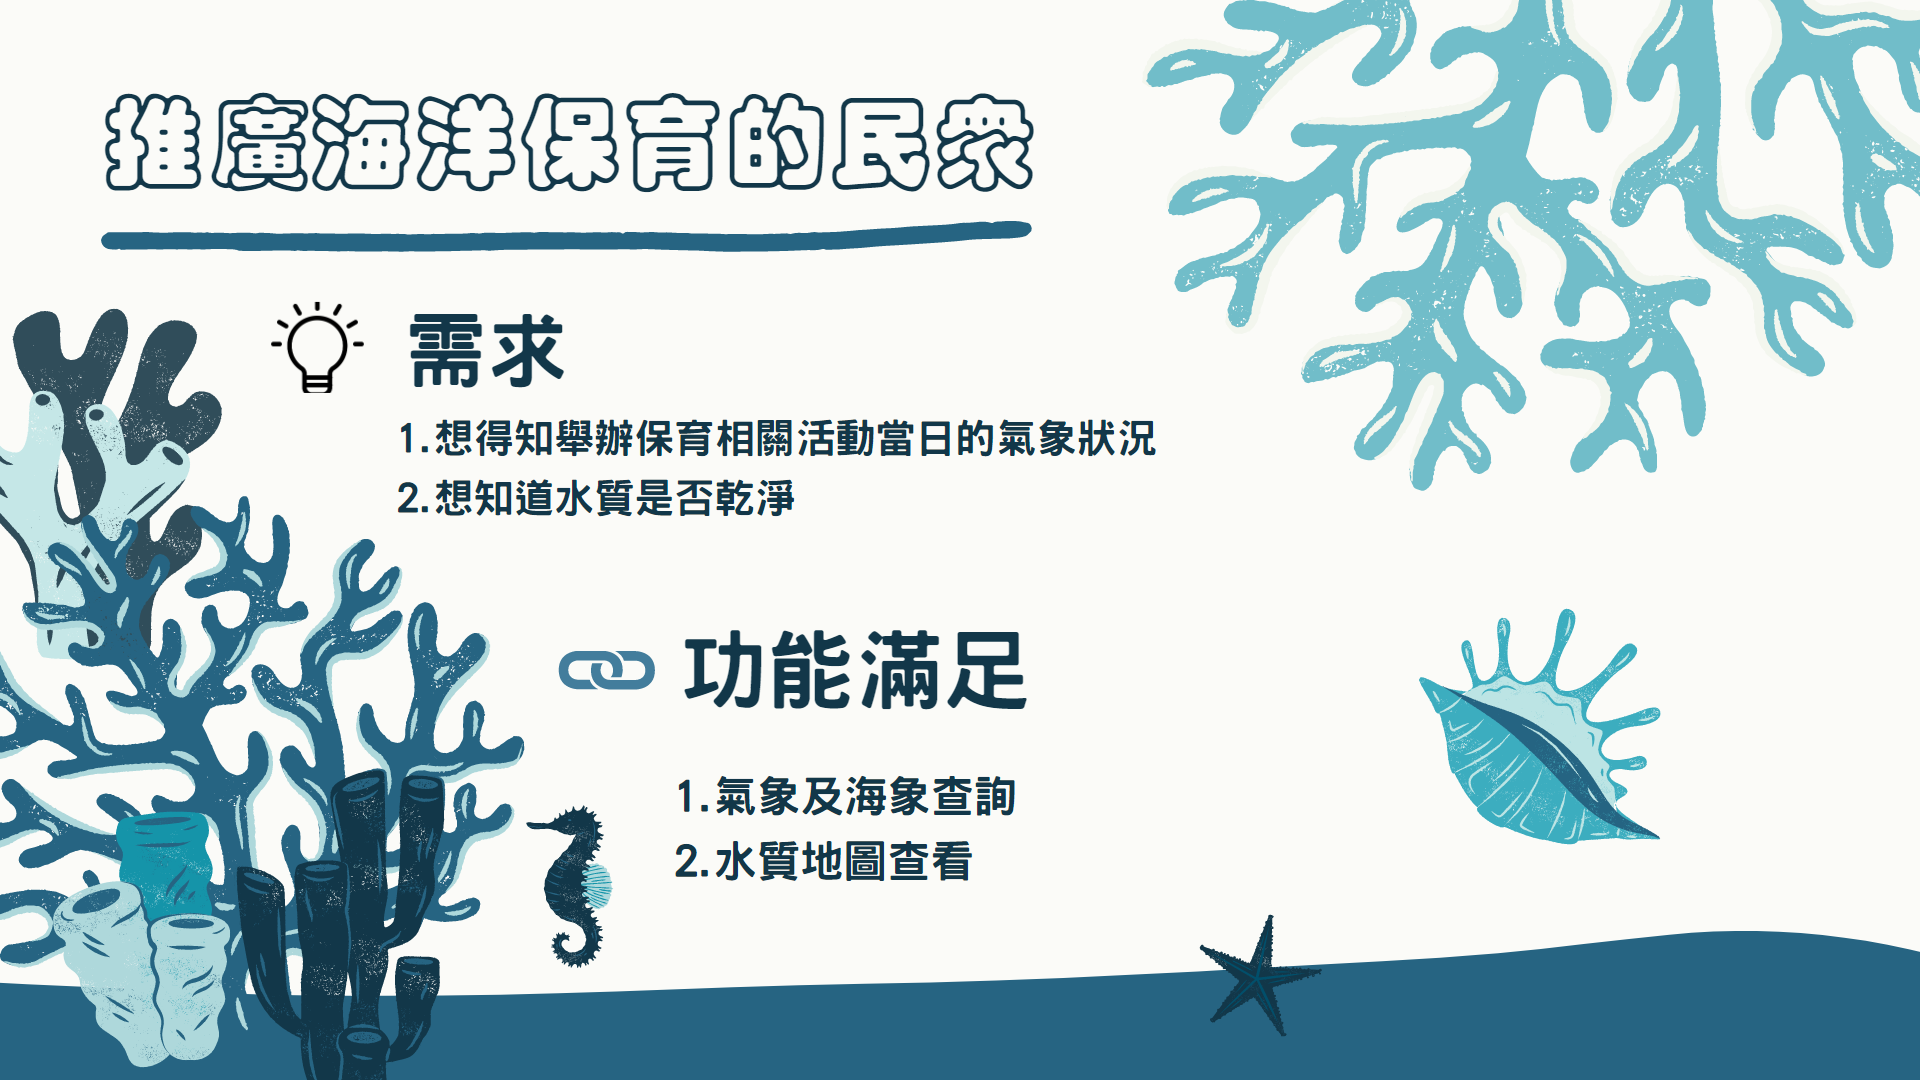 推廣海洋保育的民眾
需求
1.想得知舉辦保育相關活動當日的氣象狀況
2.想知道水質是否乾淨
功能滿足
1.氣象及海象查詢
2.水質地圖查看